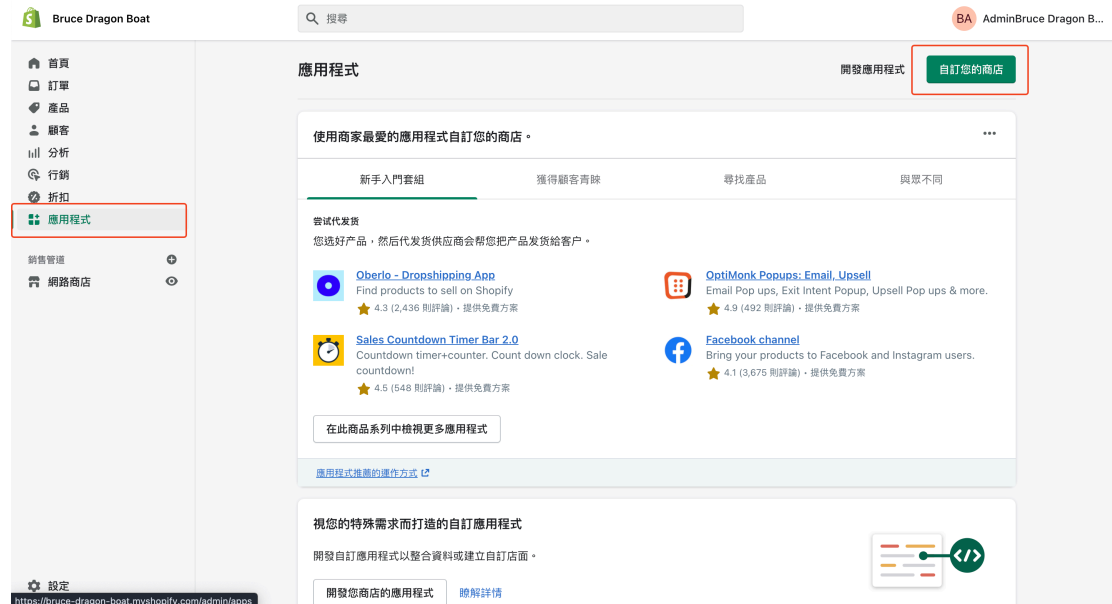 Bruce Dragon Boat
搜尋
BA AdminBruce Dragon B...
首頁
訂單
產品
顧客
分析
行銷
折扣
應用程式
銷售管道
網路商店
設定
https://bruce-dragon-boat.myshopify.com/admin/apps
應用程式
開發應用程式
自訂您的商店
使用商家最愛的應用程式自訂您的商店。
新手入門套組
獲得顧客青睞
尋找產品
與眾不同
尝试代发货
您选好产品，然后代发货供应商会帮您把产品发货給客户。
Oberlo - Dropshipping App
Find products to sell on Shopify
4.3 (2,436 則評論)・提供免費方案
OptiMonk Popups: Email, Upsell
Email Pop ups, Exit Intent Popup, Upsell Pop ups & more.
4.9 (492 則評論)・提供免費方案
Sales Countdown Timer Bar 2.0
Countdown timer+counter. Count down clock. Sale
countdown!
4.5 (548 則評論)・提供免費方案
Facebook channel
Bring your products to Facebook and Instagram users.
4.1 (3,675 則評論)・提供免費方案
在此商品系列中檢視更多應用程式
應用程式推薦的運作方式
視您的特殊需求而打造的自訂應用程式
開發自訂應用程式以整合資料或建立自訂店面。
開發您商店的應用程式
瞭解詳情